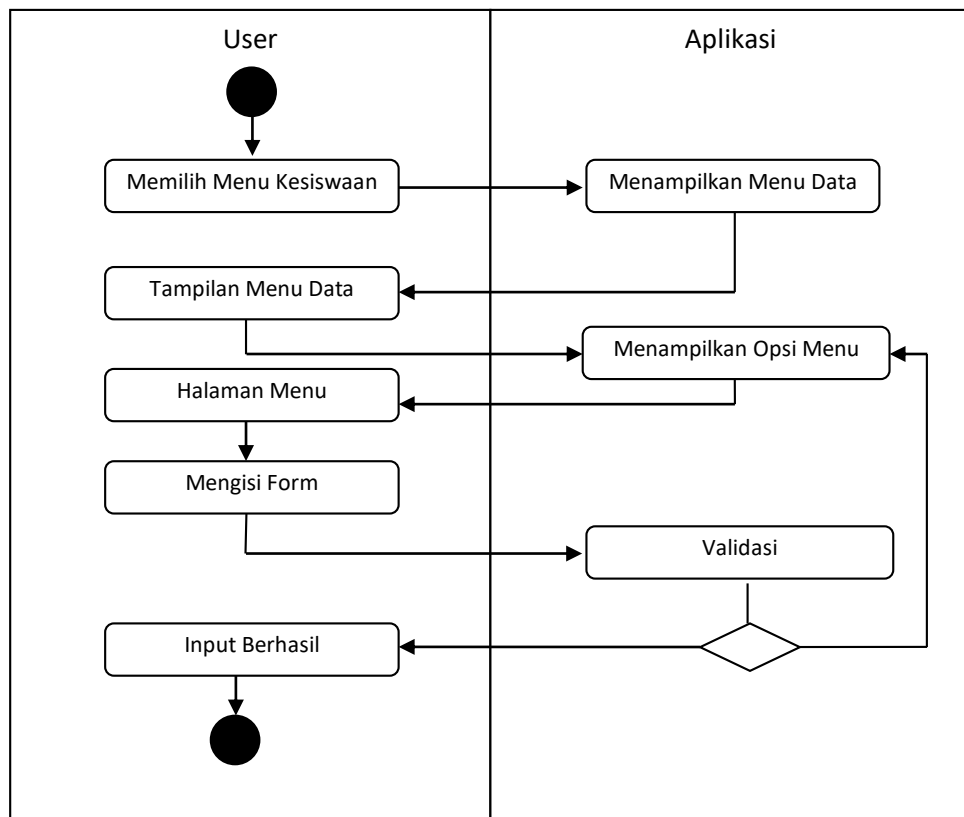 User
Aplikasi
Memilih Menu Kesiswaan
Menampilkan Menu Data
Tampilan Menu Data
Menampilkan Opsi Menu
Halaman Menu
Mengisi Form
Validasi
Input Berhasil